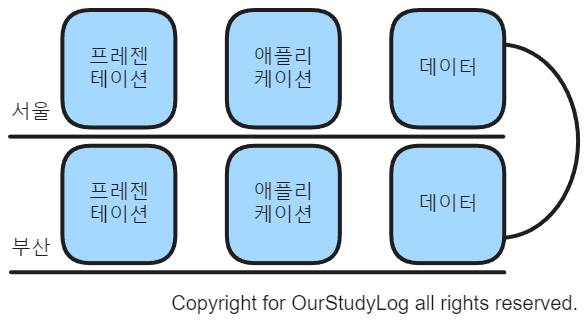 프레젠
테이션
애플리
케이션
데이터
서울
프레젠
테이션
애플리
케이션
데이터
부산
Copyright for OurStudyLog all rights reserved.